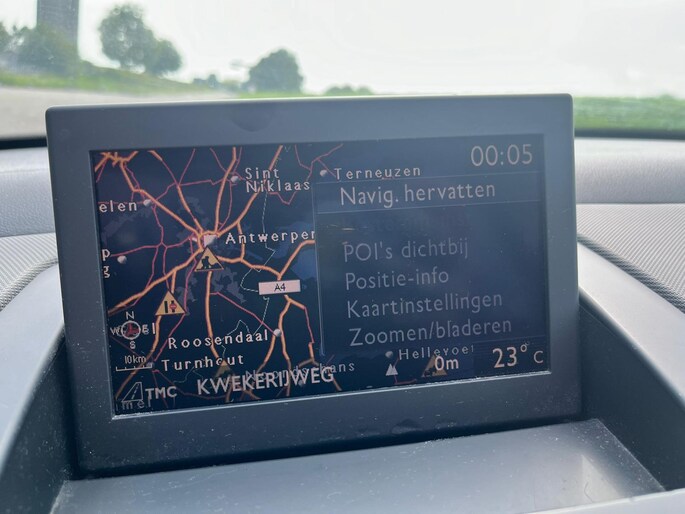 00:05
Sint
Niklaas
Terneuzen
Navig. hervatten
elen
Antwerpen
POI's dichtbij
Positie-info
A4
Kaartinstellingen
N
Zoomen/bladeren
Roosendaal
S
10km
Turnhout
Hellevoet
0m
23°C
TMC
KWEKERIJWEG